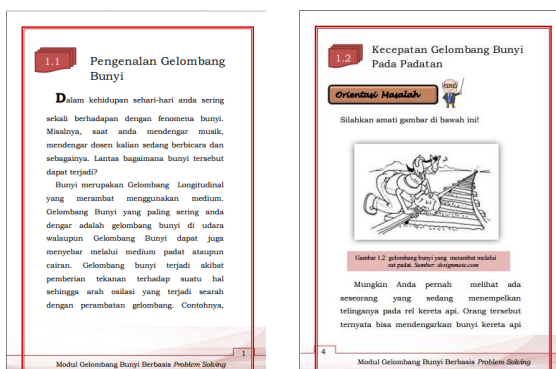 1.1
Pengenalan Gelombang
Bunyi
Dalam kehidupan sehari-hari anda sering
sekali berhadapan dengan fenomena bunyi.
Misalnya, saat anda mendengar musik,
mendengar dosen kalian sedang berbicara dan
sebagainya. Lantas bagaimana bunyi tersebut
dapat terjadi?
Bunyi merupakan Gelombang Longitudinal
yang merambat menggunakan medium.
Gelombang Bunyi yang paling sering anda
dengar adalah gelombang bunyi di udara
walaupun Gelombang Bunyi dapat juga
menyebar melalui medium padat ataupun
cairan. Gelombang bunyi terjadi akibat
pemberian tekanan terhadap suatu hal
sehingga arah osilasi yang terjadi searah
dengan perambatan gelombang. Contohnya,
1
Modul Gelombang Bunyi Berbasis Problem Solving
1.2
Kecepatan Gelombang Bunyi
Pada Padatan
Orientasi Masalah
Silahkan amati gambar di bawah ini!
Gambar 1.2 gelombang bunyi yang merambat melalui
zat padat. Sumber: designmate.com
Mungkin Anda pernah melihat ada
seseorang yang sedang menempelkan
telinganya pada rel kereta api. Orang tersebut
ternyata bisa mendengarkan bunyi kereta api
4
Modul Gelombang Bunyi Berbasis Problem Solving